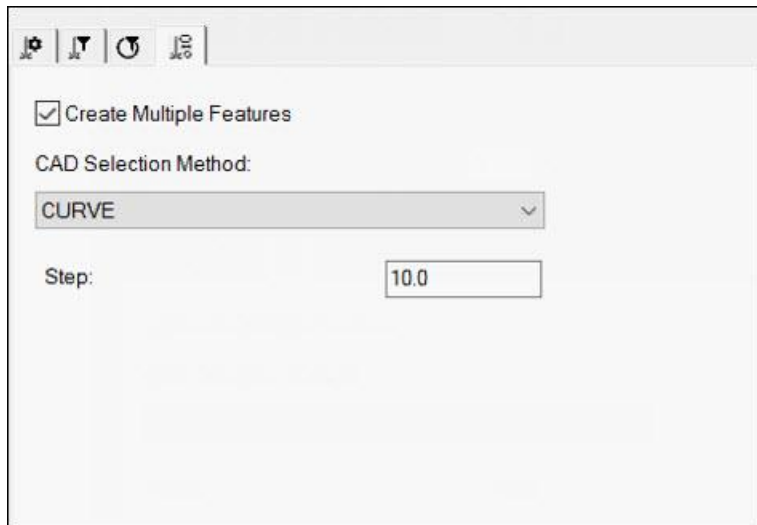 Create Multiple Features
CAD Selection Method:
CURVE
Step:
10.0